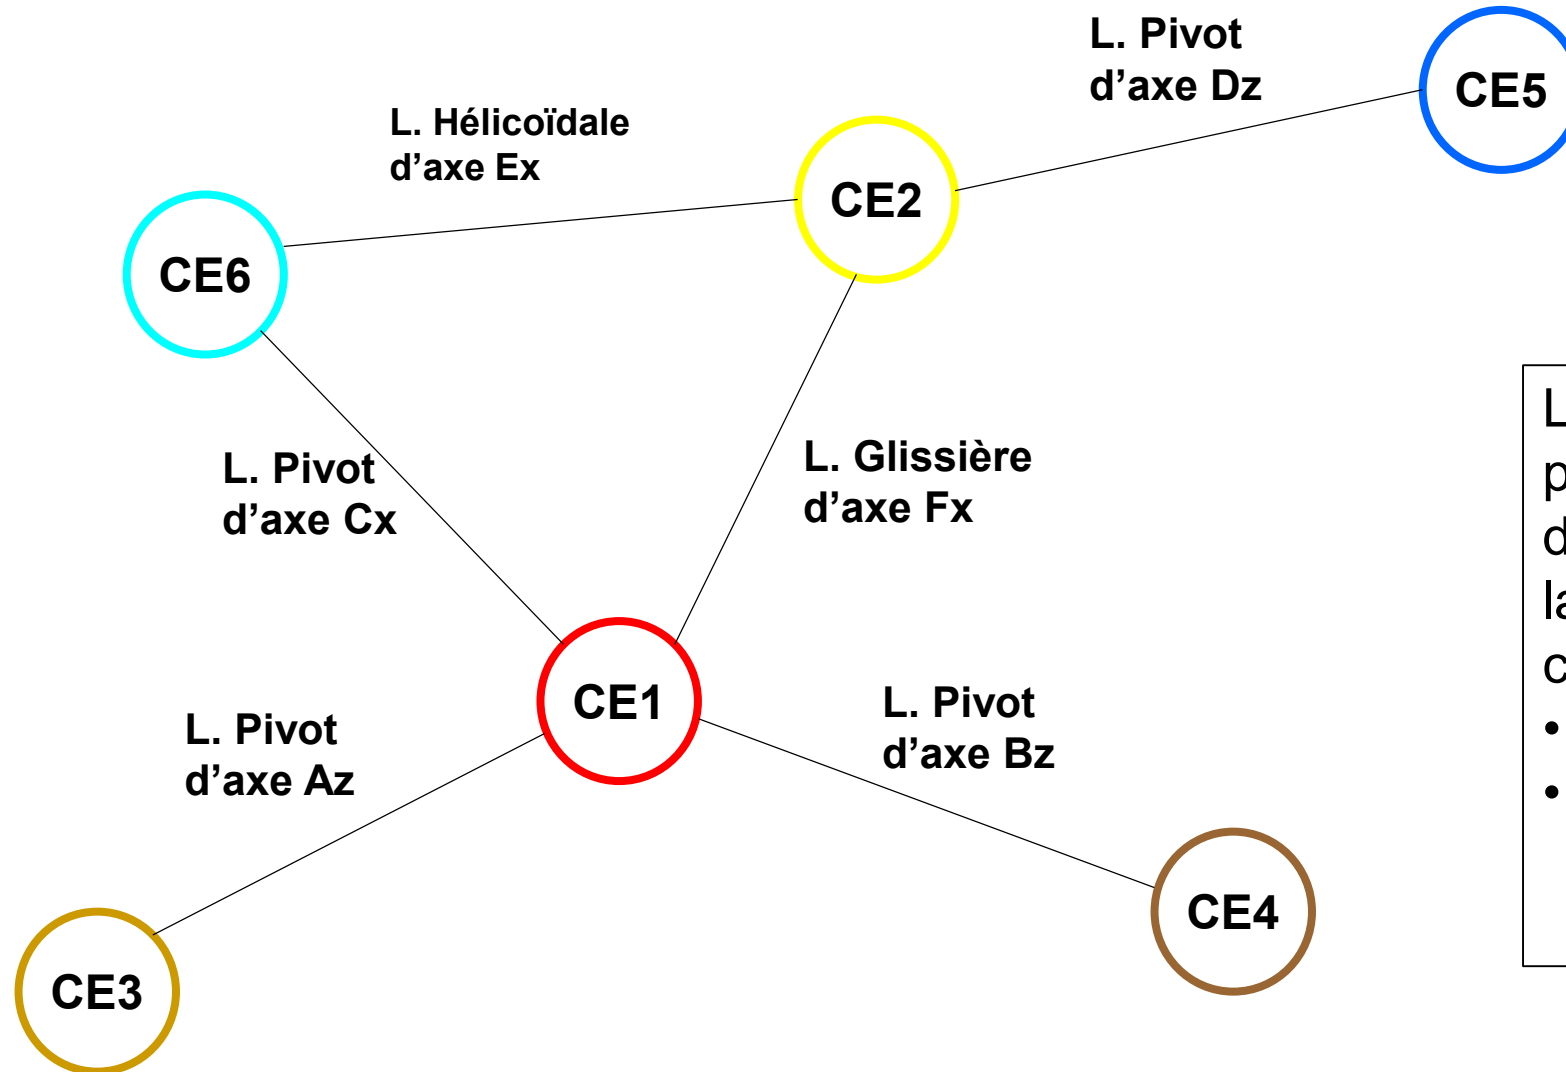 L. Pivot
d’axe Dz
CE5
L. Hélicoïdale
d’axe Ex
CE2
CE6
L. Pivot
d’axe Cx
L. Glissière
d’axe Fx
CE1
L. Pivot
d’axe Az
L. Pivot
d’axe Bz
CE4
CE3
•
•